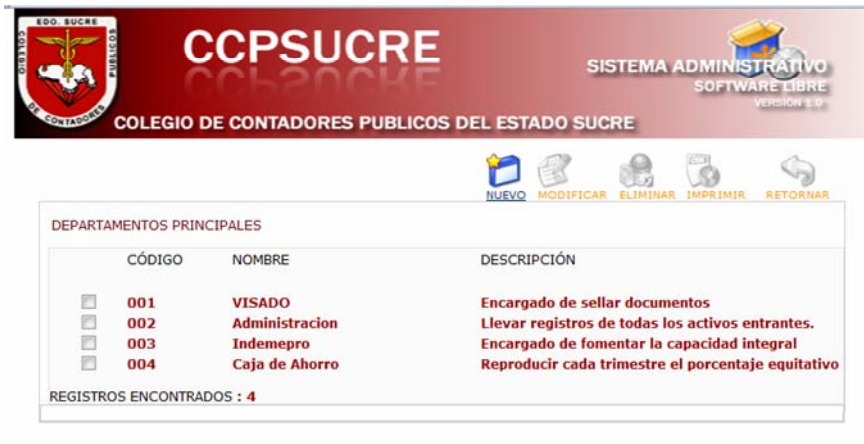 EDO. SUCRE
COLEGIO
PUBLICOS
DE CONTADORES
CCPSUCRE
SISTEMA ADMINISTRATIVO
SOFTWARE LIBRE
VERSIÓN 1.0
COLEGIO DE CONTADORES PUBLICOS DEL ESTADO SUCRE
NUEVO MODIFICAR ELIMINAR IMPRIMIR RETORNAR
DEPARTAMENTOS PRINCIPALES
CÓDIGO NOMBRE DESCRIPCIÓN
001 VISADO Encargado de sellar documentos
002 Administracion Llevar registros de todas los activos entrantes.
003 Indemepro Encargado de fomentar la capacidad integral
004 Caja de Ahorro Reproducir cada trimestre el porcentaje equitativo
REGISTROS ENCONTRADOS : 4